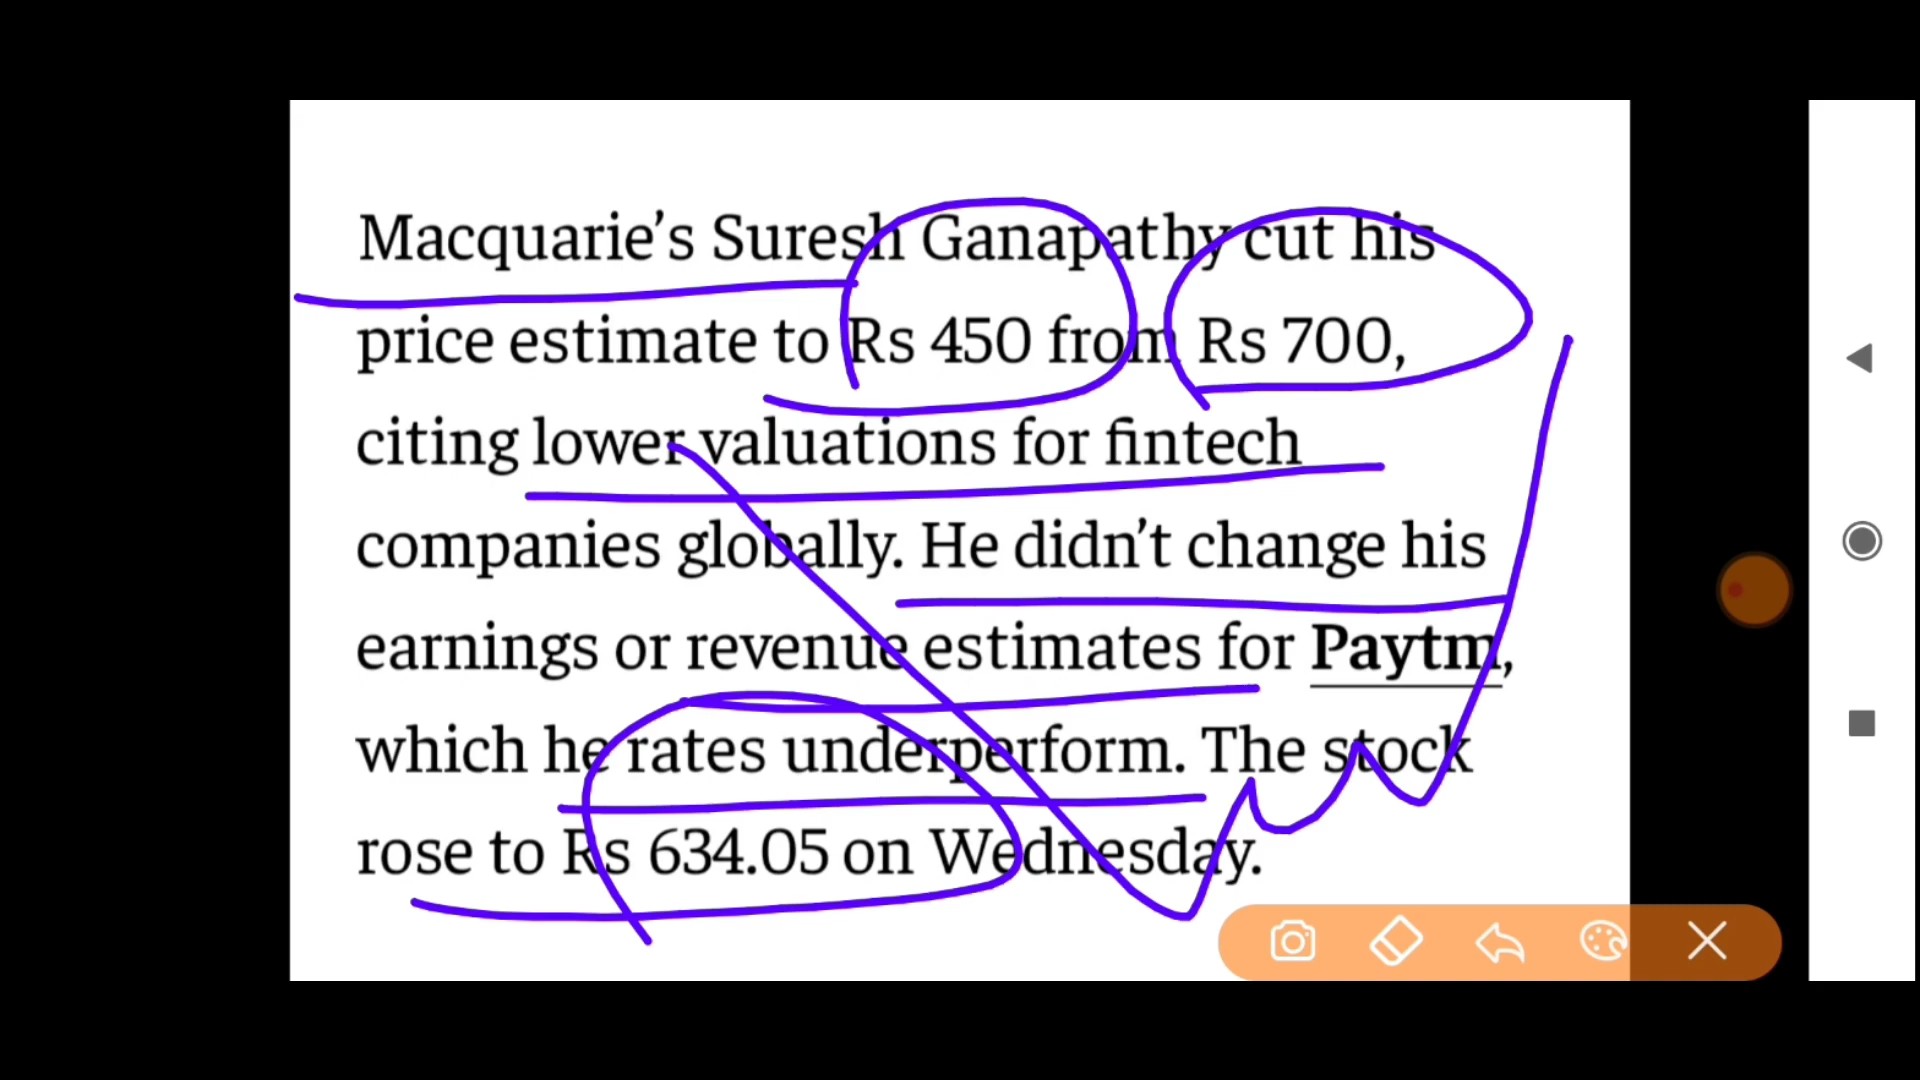 Macquarie’s Suresh Ganapathy cut his
price estimate to Rs 450 from Rs 700,
citing lower valuations for fintech
companies globally. He didn’t change his
earnings or revenue estimates for Paytm,
which he rates underperform. The stock
rose to Rs 634.05 on Wednesday.